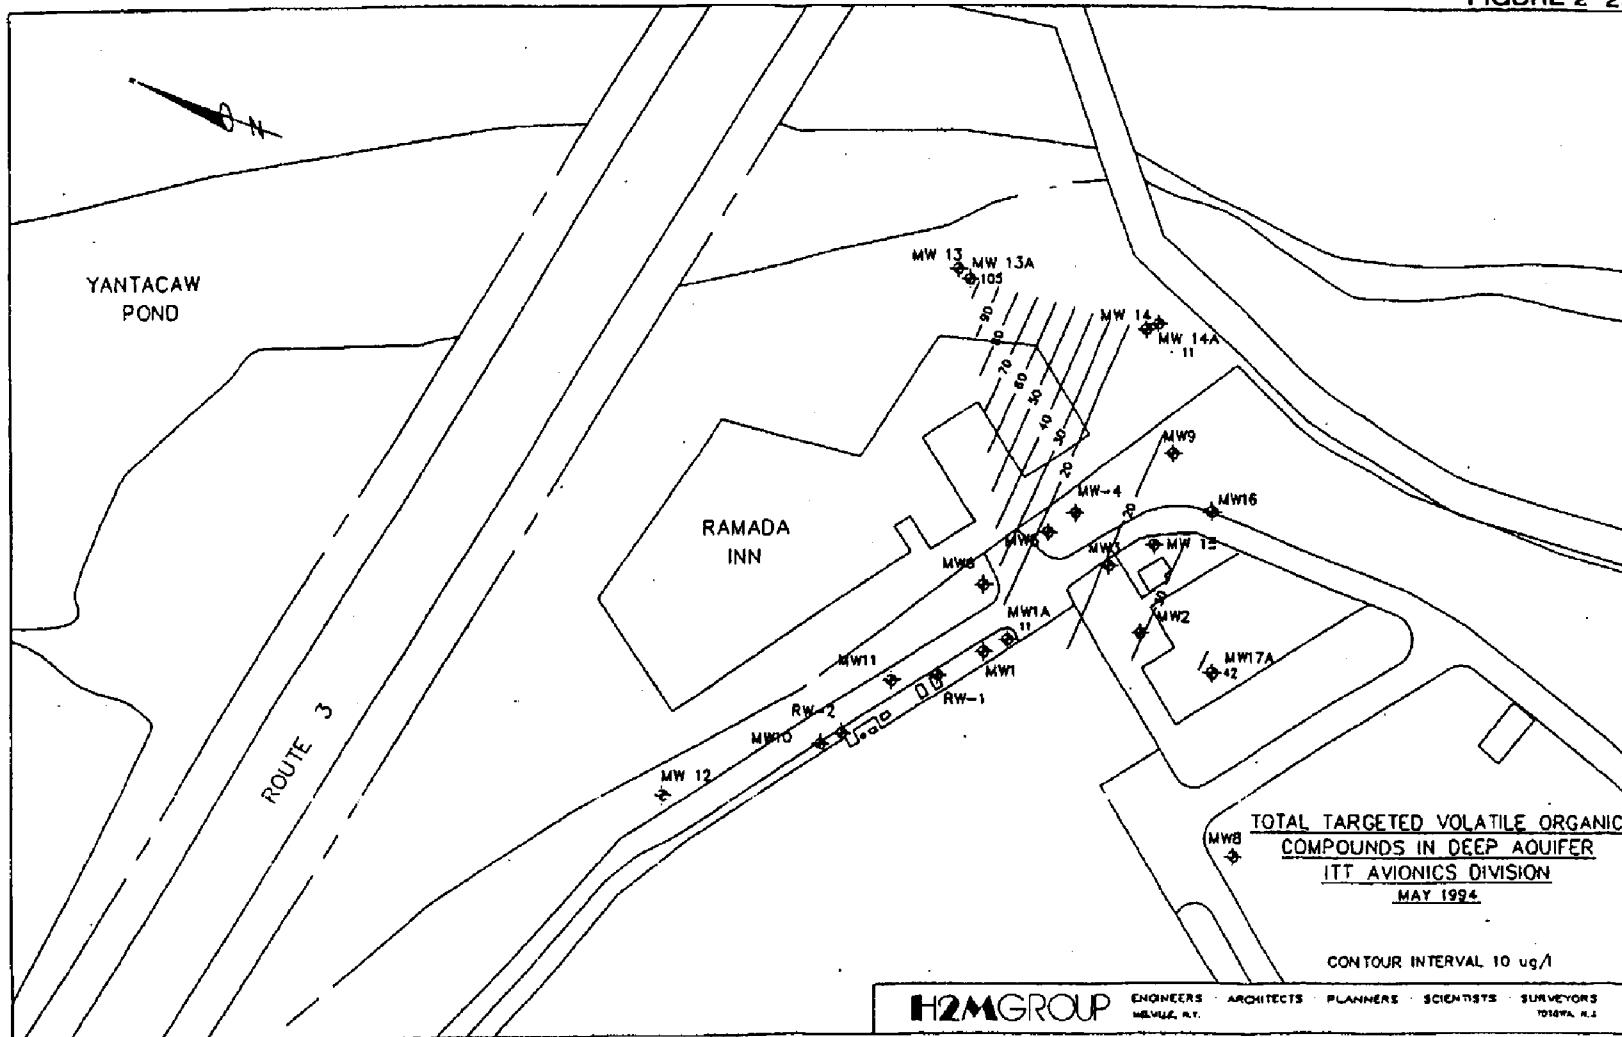 FIGURE 2-2
N
YANTACAW
POND
MW 13
MW 13A
105
MW 14
MW 14A
11
90
80
70
60
50
40
30
20
MW9
MW-4
20
MW16
RAMADA
INN
MW 15
MW1A
11
30
MW2
MW11
MW1
MW17A
42
RW-2
RW-1
MW10
ROUTE 3
MW 12
MW8
TOTAL TARGETED VOLATILE ORGANIC
COMPOUNDS IN DEEP AQUIFER
ITT AVIONICS DIVISION
MAY 1994
CONTOUR INTERVAL 10 ug/l
H2MGROUP
ENGINEERS · ARCHITECTS · PLANNERS · SCIENTISTS · SURVEYORS
MELVILLE, N.Y.
TOTOWA, N.J.